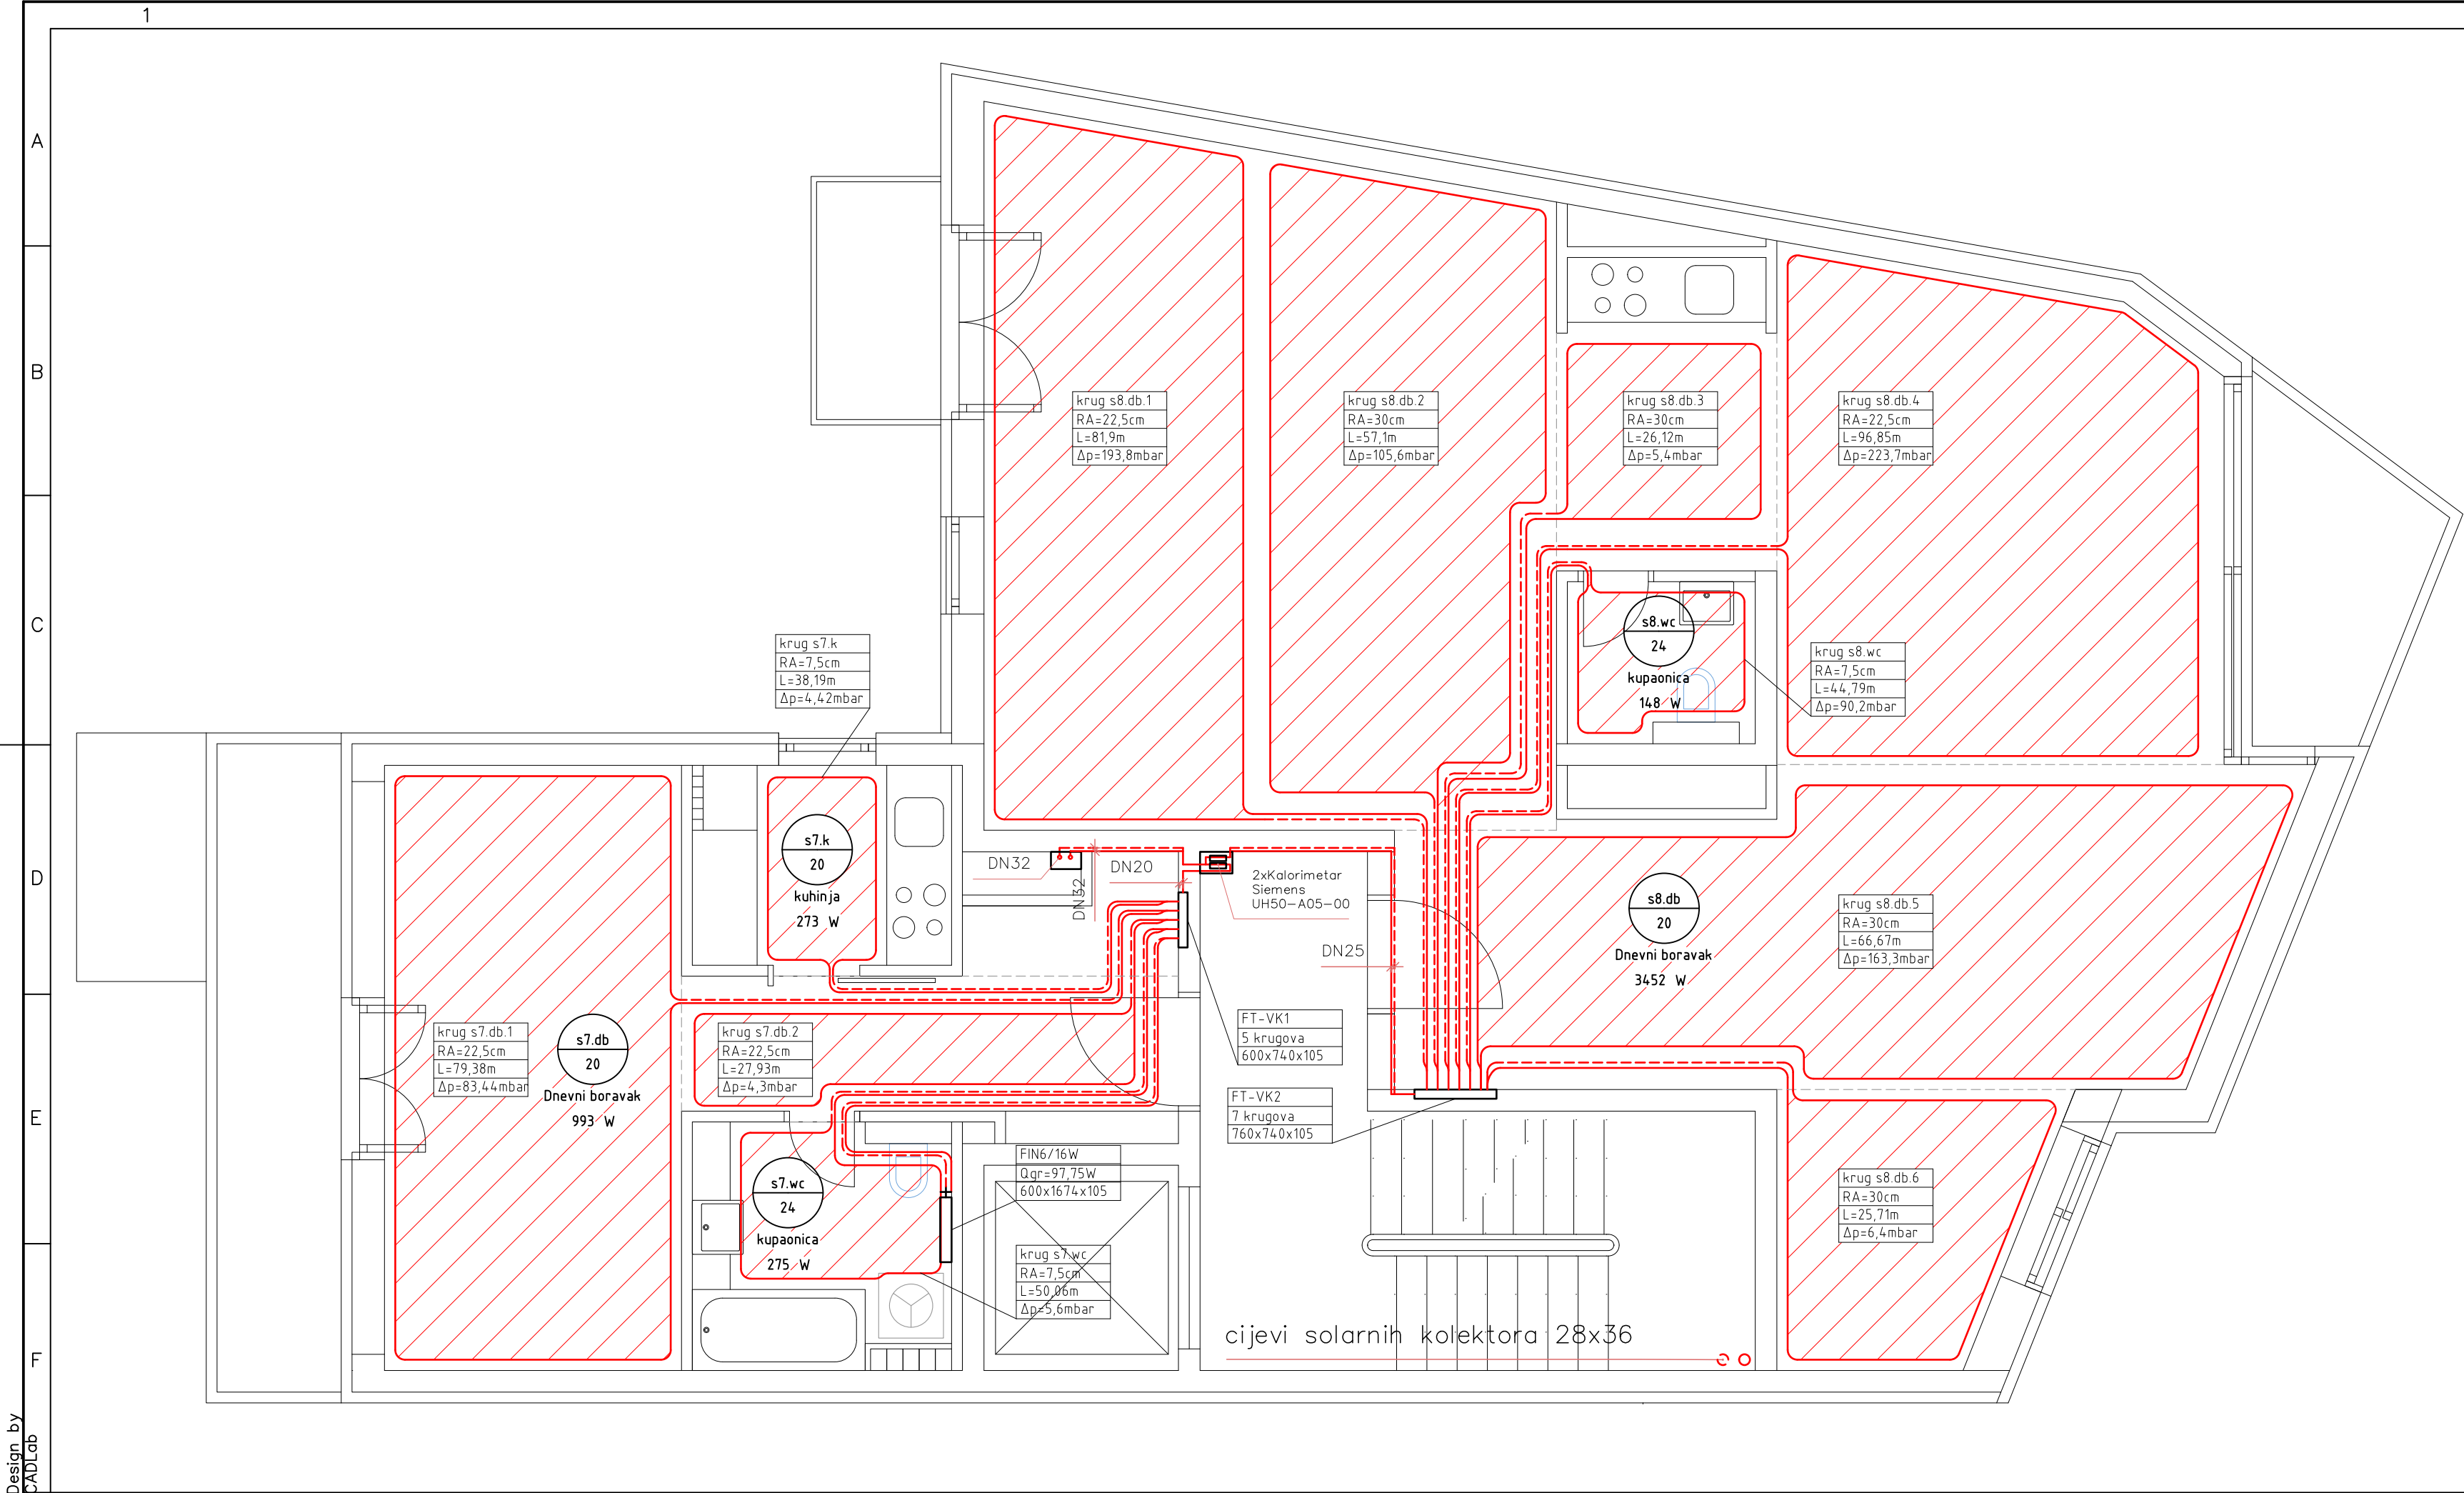 1
A
B
C
D
E
F
krug s8.db.1
RA=22,5cm
L=81,9m
Δp=193,8mbar
krug s8.db.2
RA=30cm
L=57,1m
Δp=105,6mbar
krug s8.db.3
RA=30cm
L=26,12m
Δp=5,4mbar
krug s8.db.4
RA=22,5cm
L=96,85m
Δp=223,7mbar
s8.wc
24
kupaonica
148 W
krug s8.wc
RA=7,5cm
L=44,79m
Δp=90,2mbar
krug s7.k
RA=7,5cm
L=38,19m
Δp=4,42mbar
s7.k
20
kuhinja
273 W
DN32
DN32
DN20
2xKalorimetar
Siemens
UH50-A05-00
DN25
s8.db
20
Dnevni boravak
3452 W
krug s8.db.5
RA=30cm
L=66,67m
Δp=163,3mbar
krug s7.db.1
RA=22,5cm
L=79,38m
Δp=83,44mbar
s7.db
20
Dnevni boravak
993 W
krug s7.db.2
RA=22,5cm
L=27,93m
Δp=4,3mbar
FT-VK1
5 krugova
600x740x105
FT-VK2
7 krugova
760x740x105
FIN6/16W
Qgr=97,75W
600x1674x105
s7.wc
24
kupaonica
275 W
krug s7.wc
RA=7,5cm
L=50,06m
Δp=5,6mbar
krug s8.db.6
RA=30cm
L=25,71m
Δp=6,4mbar
cijevi solarnih kolektora 28x36
Design by
CADLab